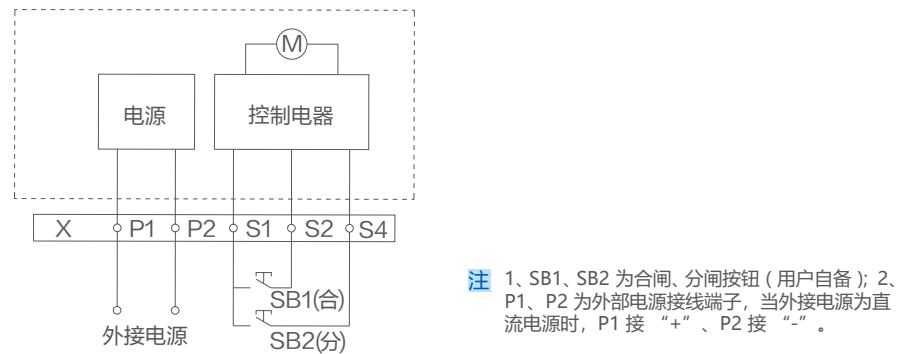 M
电源
控制电器
X P1 P2 S1 S2 S4
SB1(合)
SB2(分)
外接电源
注 1、SB1、SB2 为合闸、分闸按钮 ( 用户自备 ); 2、
P1、P2 为外部电源接线端子，当外接电源为直
流电源时，P1 接 “+” 、P2 接 “-” 。